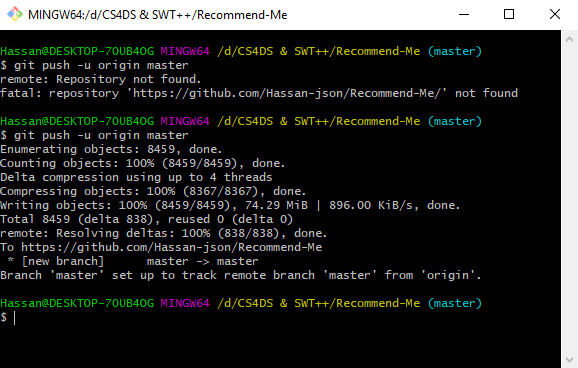 MINGW64:/d/CS4DS & SWT++/Recommend-Me
Hassan@DESKTOP-7OUB4OG MINGW64 /d/CS4DS & SWT++/Recommend-Me (master)
$ git push -u origin master
remote: Repository not found.
fatal: repository 'https://github.com/Hassan-json/Recommend-Me/' not found
Hassan@DESKTOP-7OUB4OG MINGW64 /d/CS4DS & SWT++/Recommend-Me (master)
$ git push -u origin master
Enumerating objects: 8459, done.
Counting objects: 100% (8459/8459), done.
Delta compression using up to 4 threads
Compressing objects: 100% (8367/8367), done.
Writing objects: 100% (8459/8459), 74.29 MiB | 896.00 KiB/s, done.
Total 8459 (delta 838), reused 0 (delta 0)
remote: Resolving deltas: 100% (838/838), done.
To https://github.com/Hassan-json/Recommend-Me
 * [new branch]      master -> master
Branch 'master' set up to track remote branch 'master' from 'origin'.
Hassan@DESKTOP-7OUB4OG MINGW64 /d/CS4DS & SWT++/Recommend-Me (master)
$